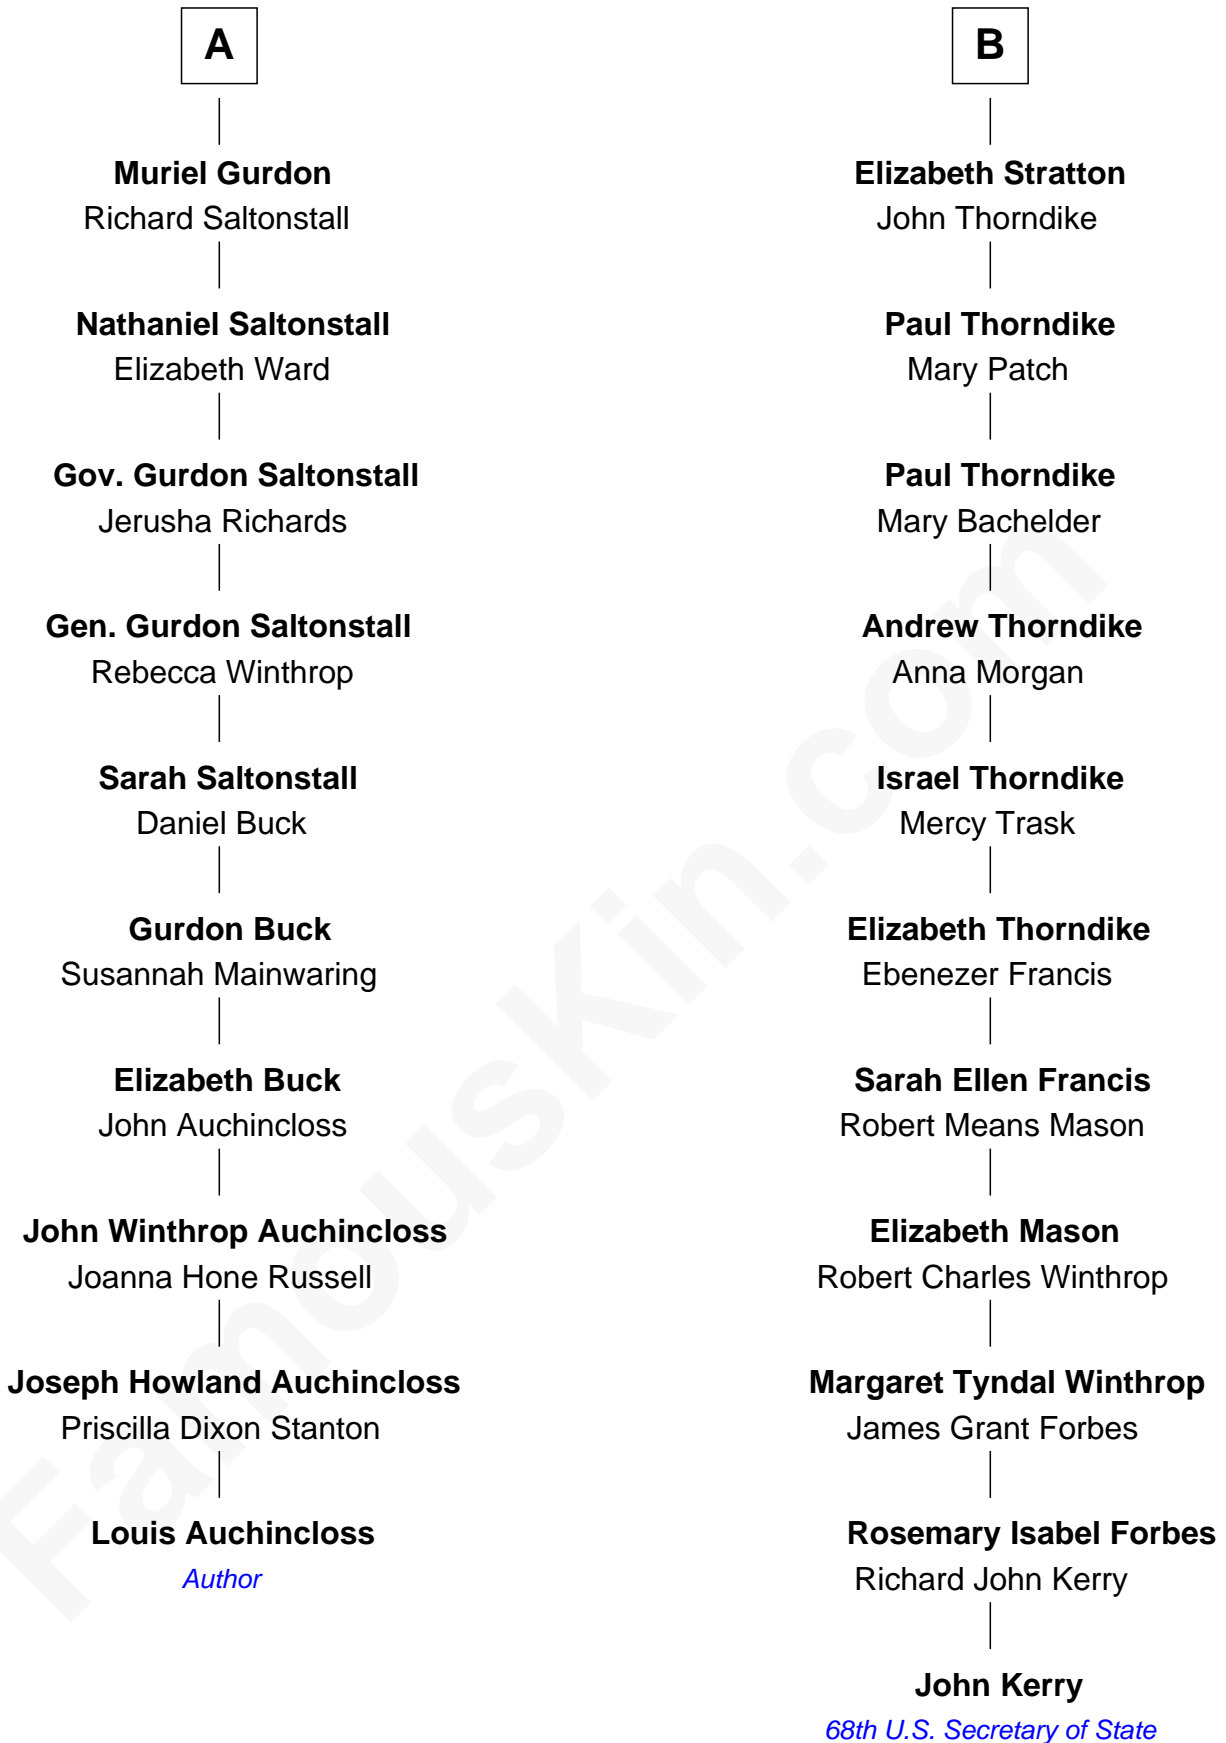 A
Muriel Gurdon
Richard Saltonstall
Nathaniel Saltonstall
Elizabeth Ward
Gov. Gurdon Saltonstall
Jerusha Richards
Gen. Gurdon Saltonstall
Rebecca Winthrop
Sarah Saltonstall
Daniel Buck
Gurdon Buck
Susannah Mainwaring
Elizabeth Buck
John Auchincloss
John Winthrop Auchincloss
Joanna Hone Russell
Joseph Howland Auchincloss
Priscilla Dixon Stanton
Louis Auchincloss
Author
B
Elizabeth Stratton
John Thorndike
Paul Thorndike
Mary Patch
Paul Thorndike
Mary Bachelder
Andrew Thorndike
Anna Morgan
Israel Thorndike
Mercy Trask
Elizabeth Thorndike
Ebenezer Francis
Sarah Ellen Francis
Robert Means Mason
Elizabeth Mason
Robert Charles Winthrop
Margaret Tyndal Winthrop
James Grant Forbes
Rosemary Isabel Forbes
Richard John Kerry
John Kerry
68th U.S. Secretary of State
FamousKin.com